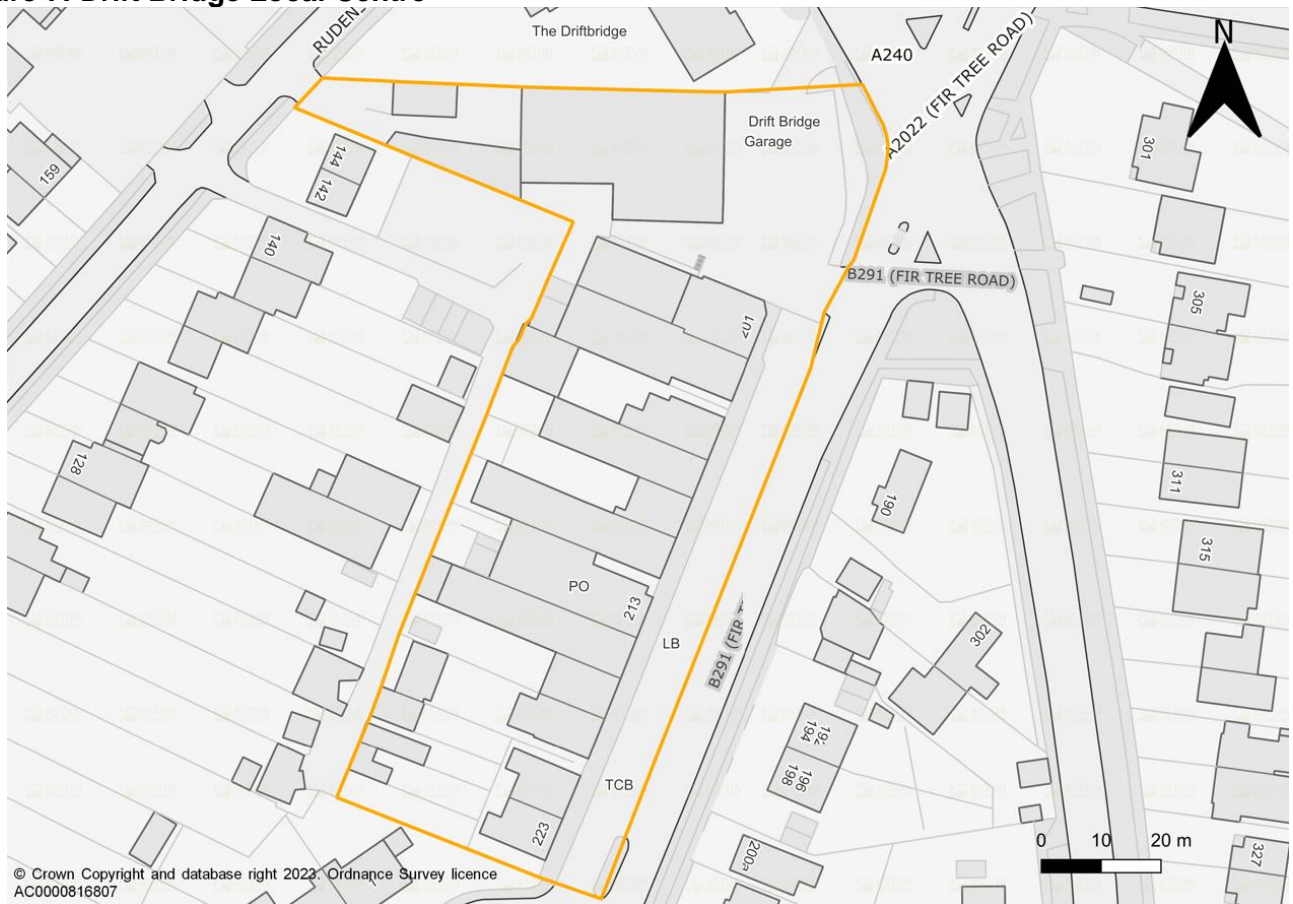 The Driftbridge
N
A240
A2022 (FIR TREE ROAD)
Drift Bridge
Garage
301
159
144
142
140
B291 (FIR TREE ROAD)
305
201
128
190
311
315
PO
213
302
LB
B291 (FIR T
194
198
196
TCB
223
200a
327
0 10 20 m
© Crown Copyright and database right 2023. Ordnance Survey licence
AC0000816807